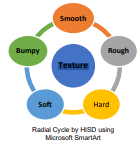 Smooth
Bumpy
Rough
Texture
Soft
Hard
Radial Cycle by HISD using
Microsoft SmartArt